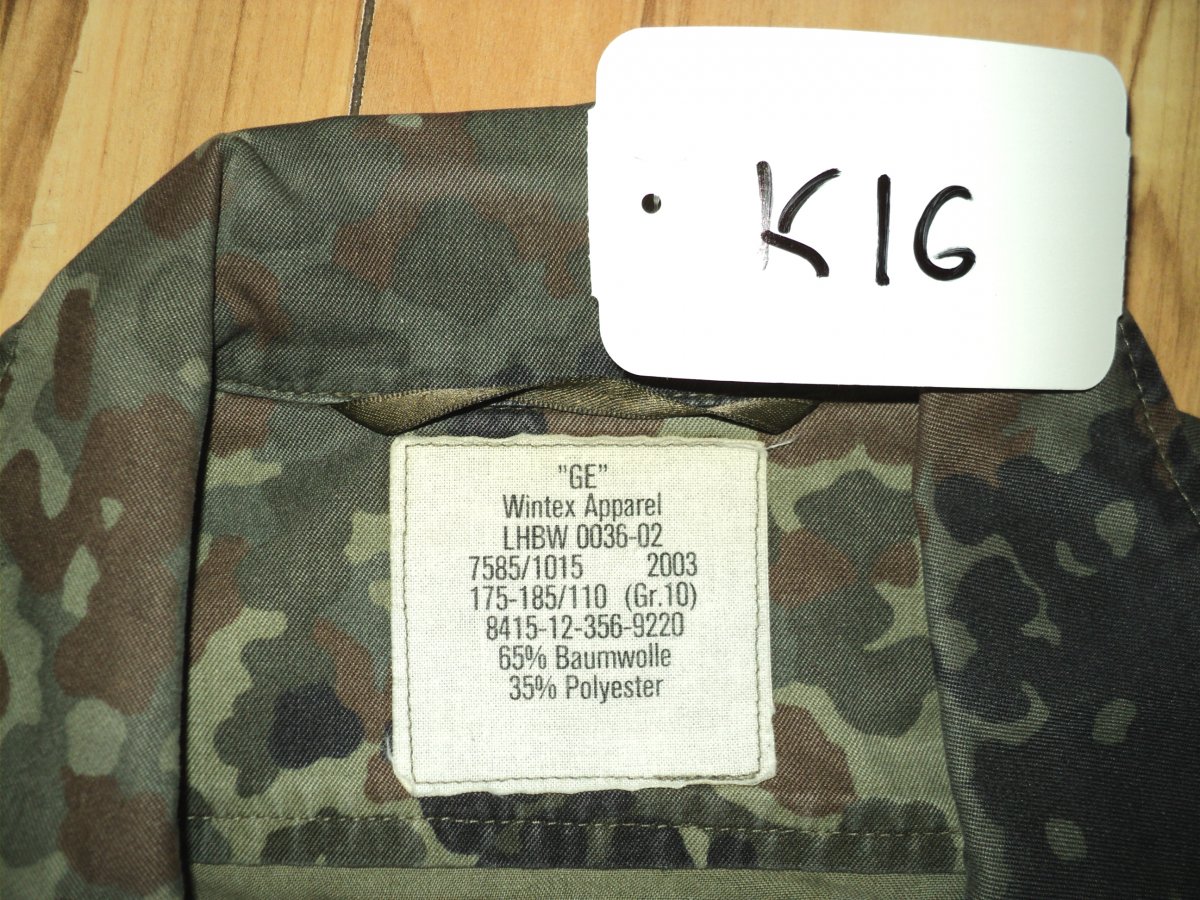 K16
"GE"
Wintex Apparel
LHBW 0036-02
7585/1015 2003
175-185/110 (Gr.10)
8415-12-356-9220
65% Baumwolle
35% Polyester